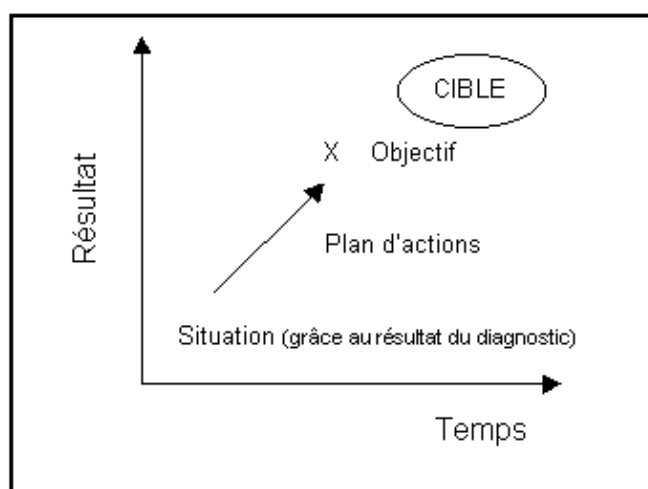 CIBLE
X Objectif
Résultat
Plan d'actions
Situation (grâce au résultat du diagnostic)
Temps